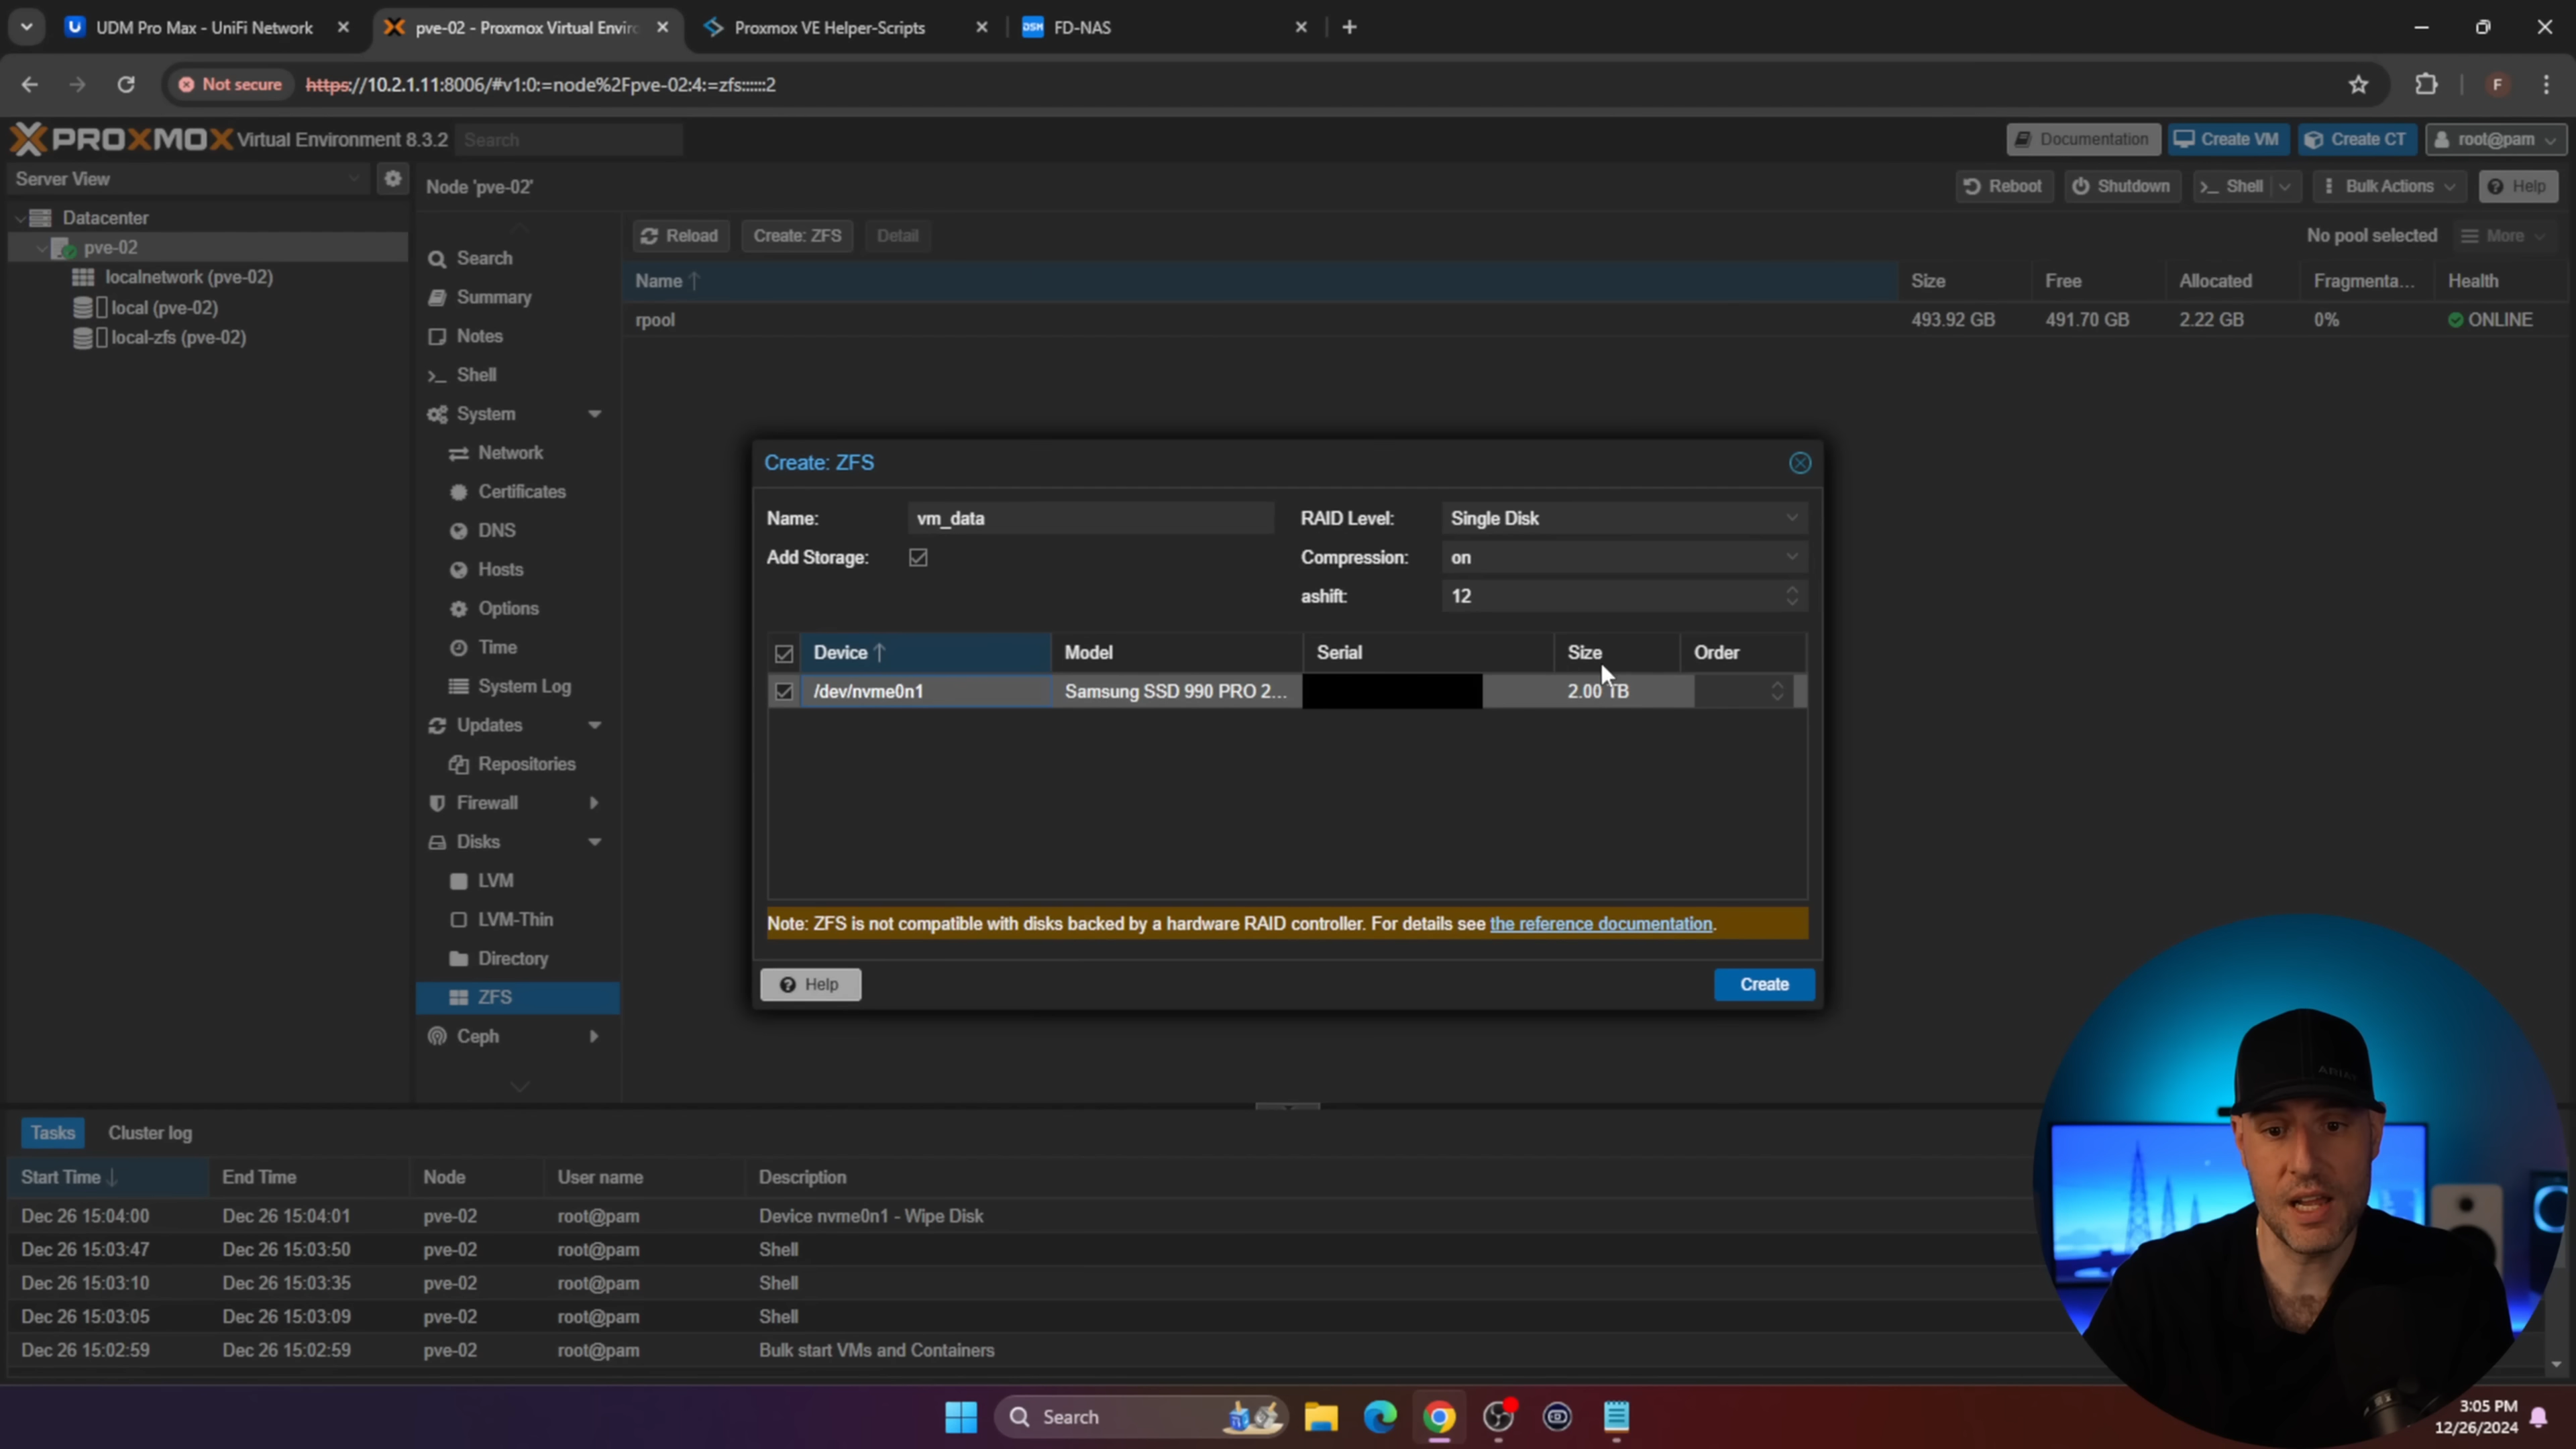 UDM Pro Max - UniFi Network
pve-02 - Proxmox Virtual Enviro
Proxmox VE Helper-Scripts
DSM FD-NAS
Not secure https://10.2.1.11:8006/#v1:0:=node%2Fpve-02:4:=zfs::::::2
F
PROXMOX Virtual Environment 8.3.2 Search
Documentation Create VM Create CT root@pam
Server View
Node 'pve-02'
Reboot Shutdown Shell Bulk Actions Help
Datacenter
pve-02
localnetwork (pve-02)
local (pve-02)
local-zfs (pve-02)
Search
Summary
Notes
Shell
System
Network
Certificates
DNS
Hosts
Options
Time
System Log
Updates
Repositories
Firewall
Disks
LVM
LVM-Thin
Directory
ZFS
Ceph
Reload Create: ZFS Detail
No pool selected More
Name Size Free Allocated Fragmenta... Health
rpool 493.92 GB 491.70 GB 2.22 GB 0% ONLINE
Create: ZFS
Name: vm_data RAID Level: Single Disk
Add Storage: Compression: on
ashift: 12
Device Model Serial Size Order
/dev/nvme0n1 Samsung SSD 990 PRO 2... 2.00 TB
Note: ZFS is not compatible with disks backed by a hardware RAID controller. For details see the reference documentation.
Help Create
Tasks Cluster log
Start Time End Time Node User name Description
Dec 26 15:04:00 Dec 26 15:04:01 pve-02 root@pam Device nvme0n1 - Wipe Disk
Dec 26 15:03:47 Dec 26 15:03:50 pve-02 root@pam Shell
Dec 26 15:03:10 Dec 26 15:03:35 pve-02 root@pam Shell
Dec 26 15:03:05 Dec 26 15:03:09 pve-02 root@pam Shell
Dec 26 15:02:59 Dec 26 15:02:59 pve-02 root@pam Bulk start VMs and Containers
ARIAT
Search
3:05 PM
12/26/2024